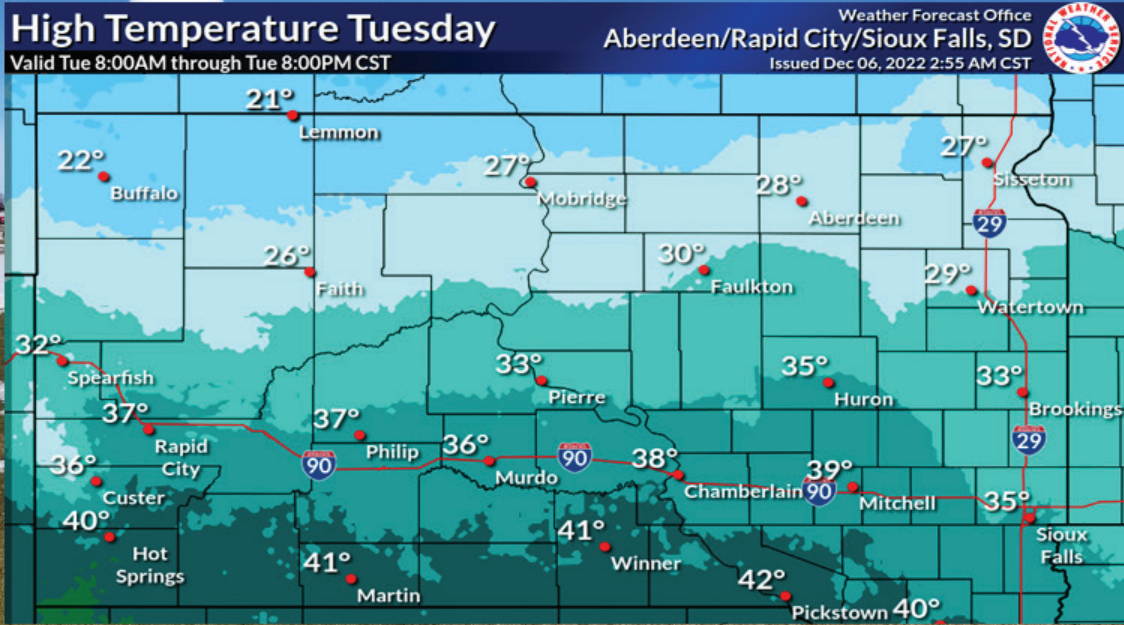 High Temperature Tuesday
Valid Tue 8:00AM through Tue 8:00PM CST
Weather Forecast Office
Aberdeen/Rapid City/Sioux Falls, SD
Issued Dec 06, 2022 2:55 AM CST
NATIONAL WEATHER SERVICE
21°
Lemmon
22°
Buffalo
27°
Mobridge
28°
Aberdeen
27°
Sisseton
29
26°
Faith
30°
Faulkton
29°
Watertown
32°
Spearfish
33°
Pierre
35°
Huron
33°
Brookings
37°
Rapid
City
37°
Philip
36°
Murdo
90
90
38°
Chamberlain
90
39°
Mitchell
29
35°
Sioux
Falls
36°
Custer
40°
Hot
Springs
41°
Martin
41°
Winner
42°
Pickstown
40°